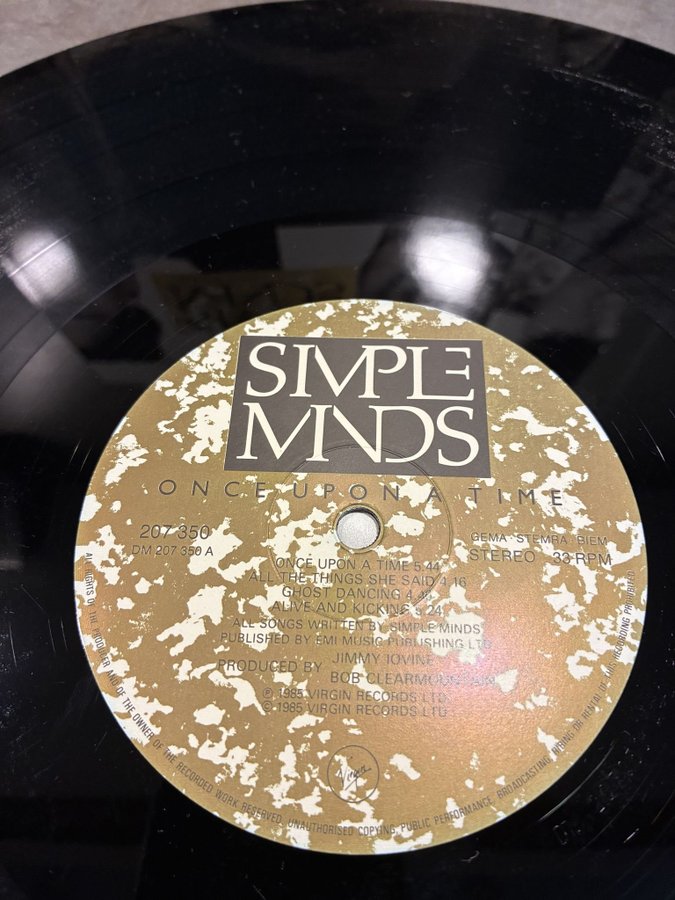 SIMPLE
MINDS
ONCE UPON A TIME
207 350
DM 207 350 A
GEMA · STEMRA · BIEM
STEREO 33 RPM
ONCE UPON A TIME 5.44
ALL THE THINGS SHE SAID 4.16
GHOST DANCING 4.45
ALIVE AND KICKING 5.24
ALL SONGS WRITTEN BY SIMPLE MINDS
PUBLISHED BY EMI MUSIC PUBLISHING LTD
PRODUCED BY JIMMY IOVINE
BOB CLEARMOUNTAIN
℗ 1985 VIRGIN RECORDS LTD
© 1985 VIRGIN RECORDS LTD
Virgin
ALL RIGHTS OF THE PRODUCER AND OF THE OWNER OF THE RECORDED WORK RESERVED. UNAUTHORISED COPYING, PUBLIC PERFORMANCE, BROADCASTING, HIRING OR RENTAL OF THIS RECORDING PROHIBITED